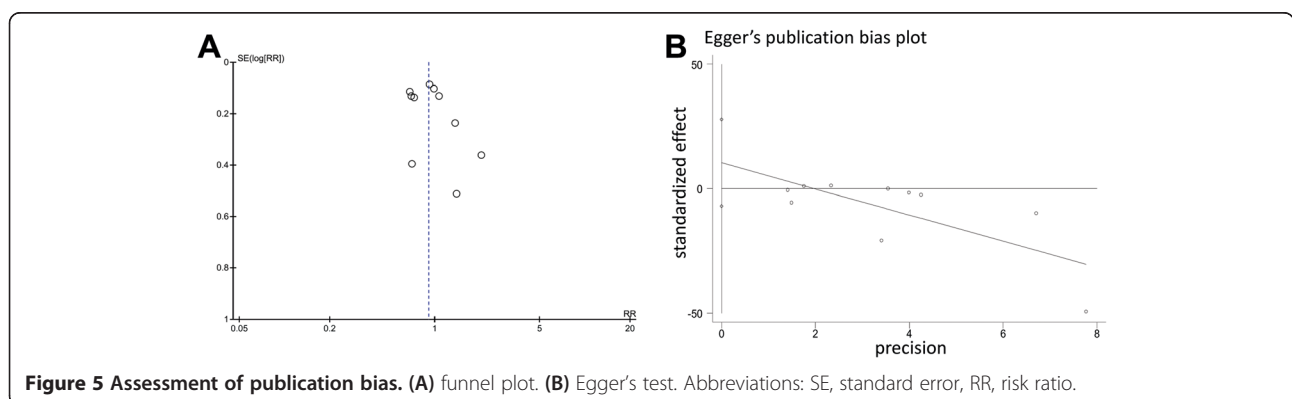 A
SE(log[RR])
0
0.2
0.4
0.6
0.8
1
RR
0.05 0.2 1 5 20
B Egger's publication bias plot
standardized effect
50
0
-50
0 2 4 6 8
precision
Figure 5 Assessment of publication bias. (A) funnel plot. (B) Egger's test. Abbreviations: SE, standard error, RR, risk ratio.